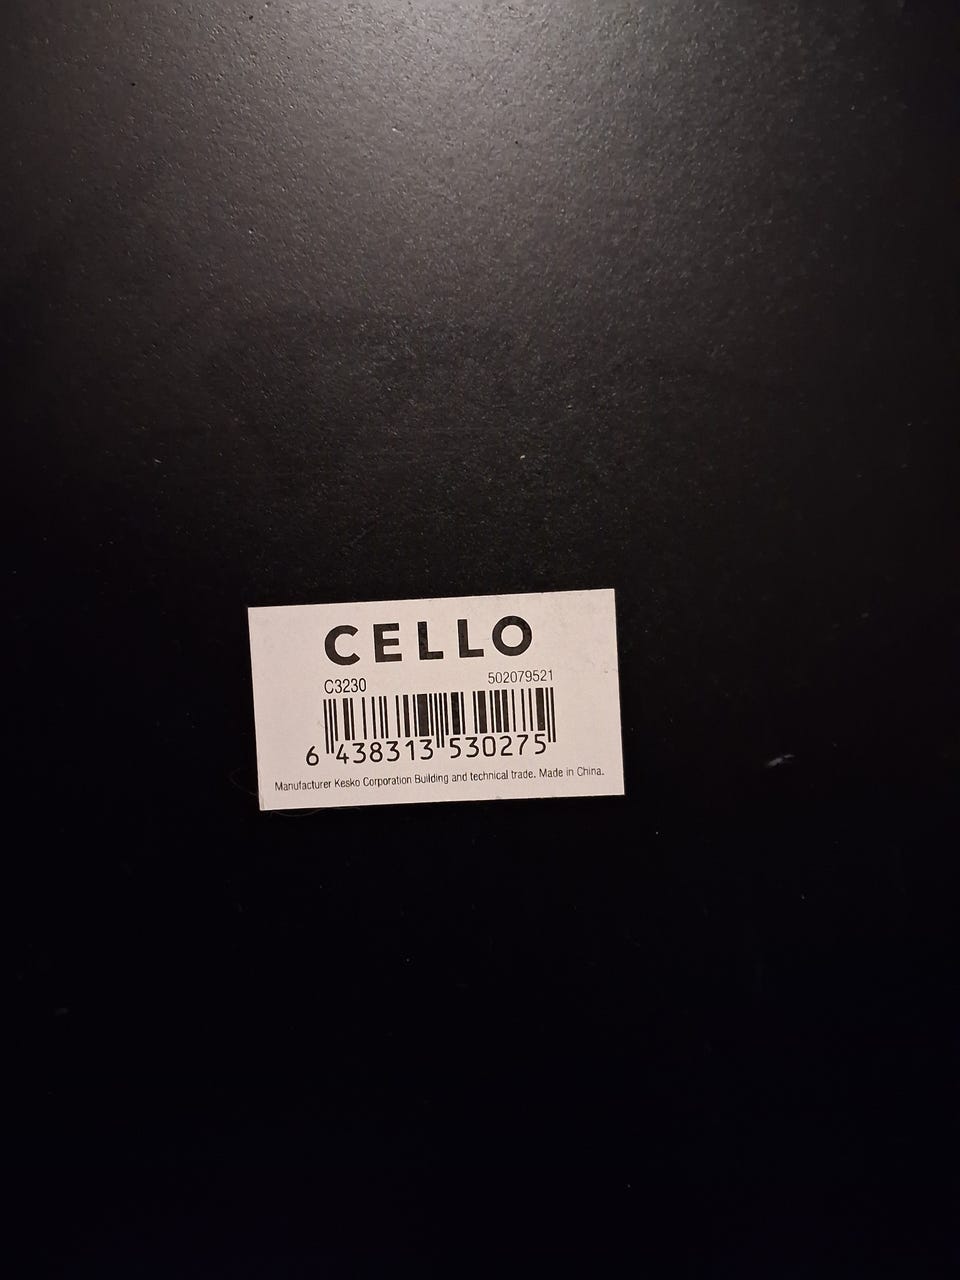 CELLO
C3230 502079521
6 438313 530275
Manufacturer Kesko Corporation Building and technical trade. Made in China.